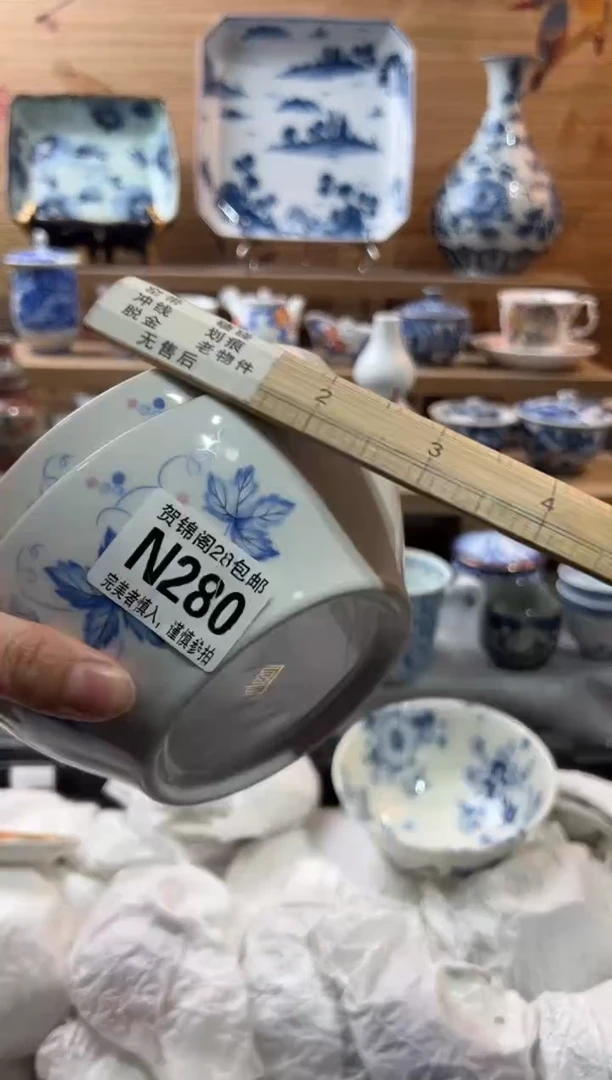 冲线 划痕
脱金 老物件
无售后
2
3
4
贺锦阁28包邮
N280
完美者慎入,谨慎参拍